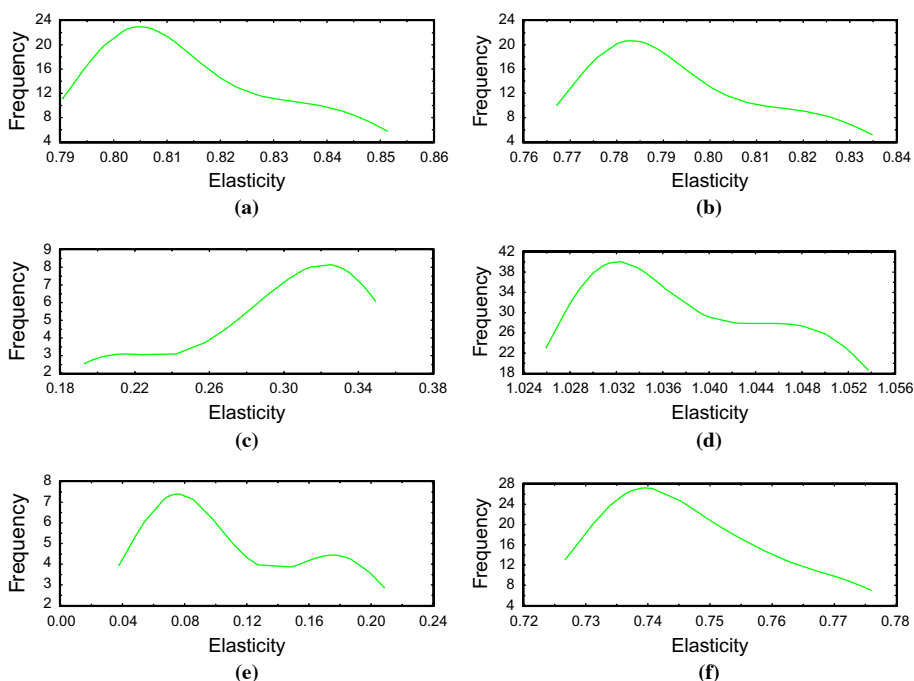 24
20
16
12
8
4
Frequency
0.79 0.80 0.81 0.82 0.83 0.84 0.85 0.86
Elasticity
(a)
24
20
16
12
8
4
Frequency
0.76 0.77 0.78 0.79 0.80 0.81 0.82 0.83 0.84
Elasticity
(b)
9
8
7
6
5
4
3
2
Frequency
0.18 0.22 0.26 0.30 0.34 0.38
Elasticity
(c)
42
38
34
30
26
22
18
Frequency
1.024 1.028 1.032 1.036 1.040 1.044 1.048 1.052 1.056
Elasticity
(d)
8
7
6
5
4
3
2
Frequency
0.00 0.04 0.08 0.12 0.16 0.20 0.24
Elasticity
(e)
28
24
20
16
12
8
4
Frequency
0.72 0.73 0.74 0.75 0.76 0.77 0.78
Elasticity
(f)